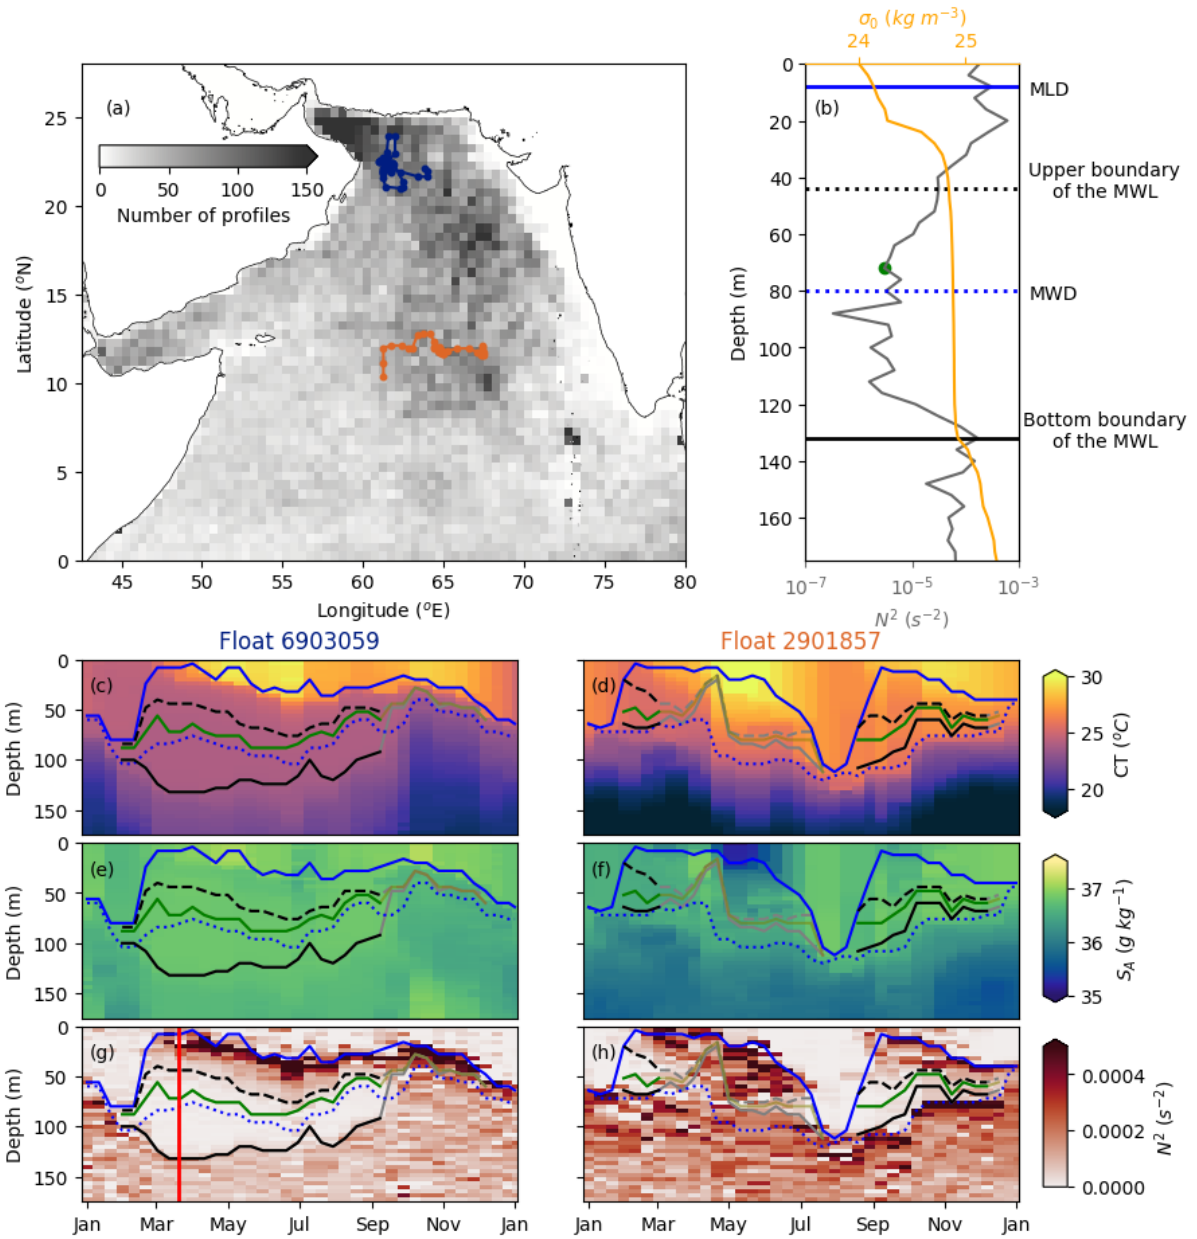 σ₀ (kg m⁻³)
24 25
(a)
25
20
15
10
5
0
Latitude (°N)
0 50 100 150
Number of profiles
45 50 55 60 65 70 75 80
Longitude (°E)
(b)
0
20
40
60
80
100
120
140
160
Depth (m)
MLD
Upper boundary
of the MWL
MWD
Bottom boundary
of the MWL
10⁻⁷ 10⁻⁵ 10⁻³
N² (s⁻²)
Float 6903059
Float 2901857
(c)
0
50
100
150
Depth (m)
(d)
30
25
20
CT (°C)
(e)
0
50
100
150
Depth (m)
(f)
37
36
35
S_A (g kg⁻¹)
(g)
0
50
100
150
Depth (m)
Jan Mar May Jul Sep Nov Jan
(h)
Jan Mar May Jul Sep Nov Jan
0.0004
0.0002
0.0000
N² (s⁻²)